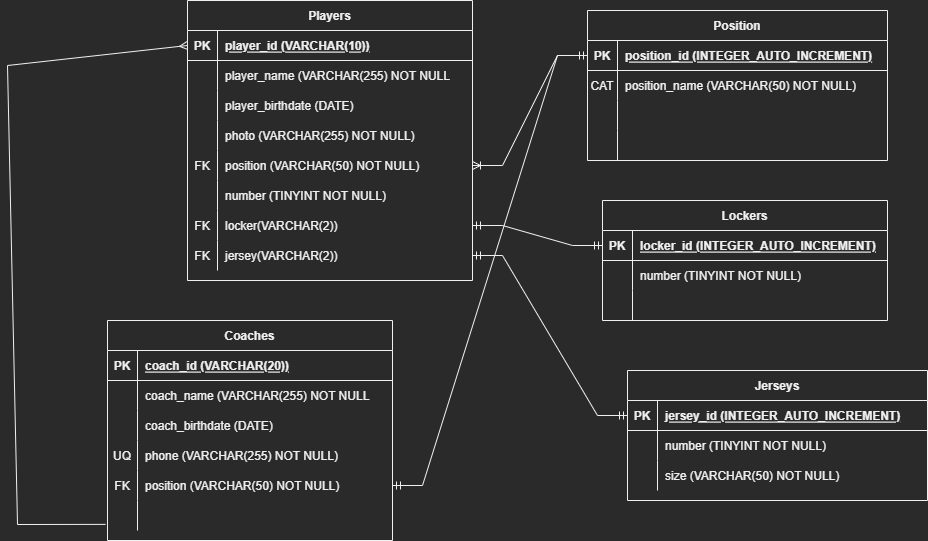 Players
PK player_id (VARCHAR(10))
player_name (VARCHAR(255) NOT NULL
player_birthdate (DATE)
photo (VARCHAR(255) NOT NULL)
FK position (VARCHAR(50) NOT NULL)
number (TINYINT NOT NULL)
FK locker(VARCHAR(2))
FK jersey(VARCHAR(2))
Position
PK position_id (INTEGER_AUTO_INCREMENT)
CAT position_name (VARCHAR(50) NOT NULL)
Lockers
PK locker_id (INTEGER_AUTO_INCREMENT)
number (TINYINT NOT NULL)
Coaches
PK coach_id (VARCHAR(20))
coach_name (VARCHAR(255) NOT NULL
coach_birthdate (DATE)
UQ phone (VARCHAR(255) NOT NULL)
FK position (VARCHAR(50) NOT NULL)
Jerseys
PK jersey_id (INTEGER_AUTO_INCREMENT)
number (TINYINT NOT NULL)
size (VARCHAR(50) NOT NULL)